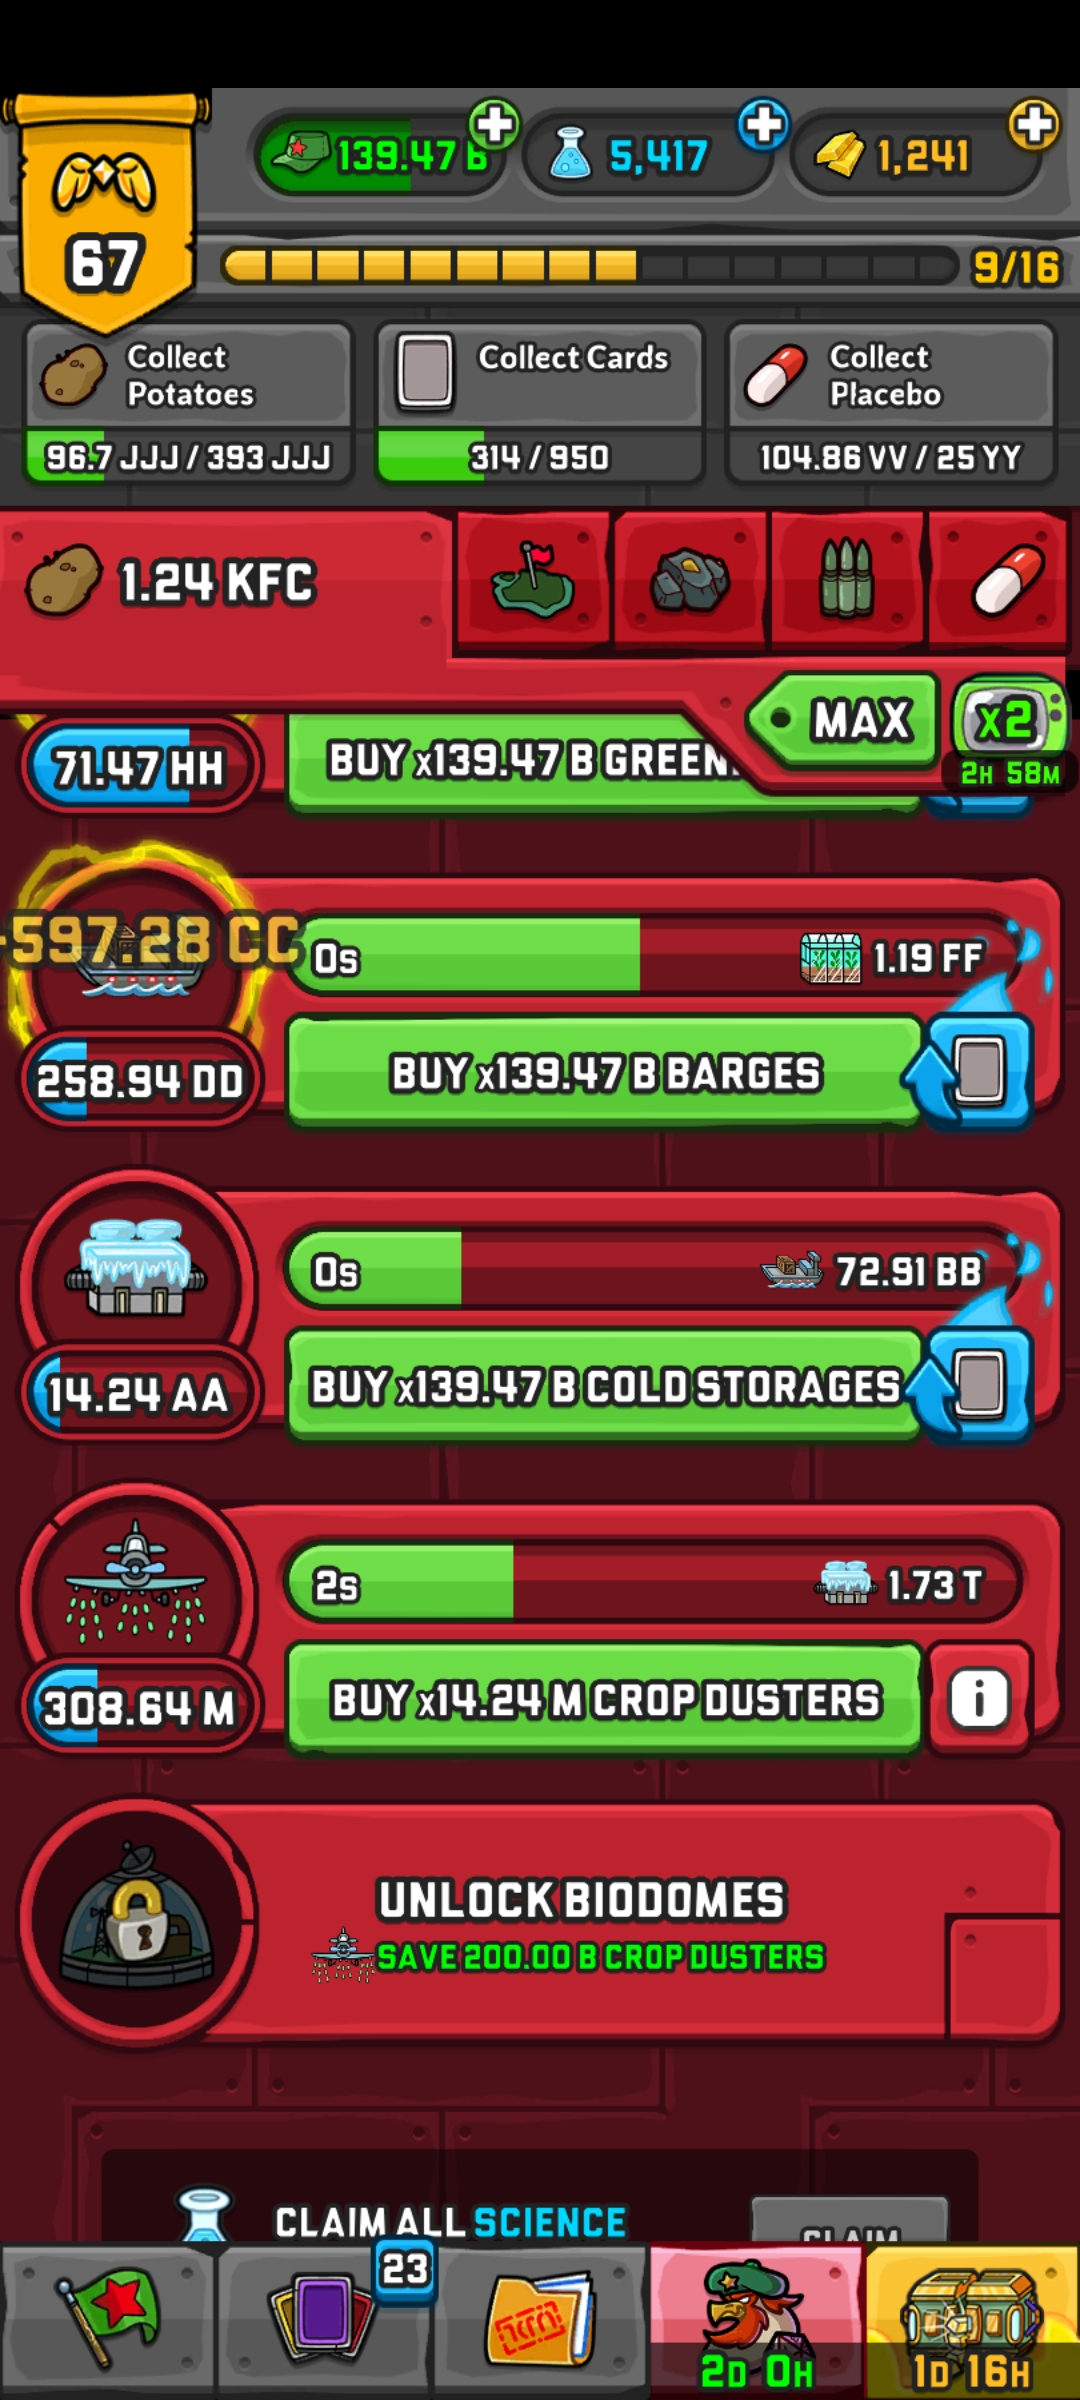 139.47 B
5,417
1,241
67
9/16
Collect
Potatoes
Collect Cards
Collect
Placebo
96.7 JJJ / 393 JJJ
314 / 950
104.86 VV / 25 YY
1.24 KFC
MAX
x2
2H 58M
71.47 HH
BUY x139.47 B GREEN
-597.28 CC
0s
1.19 FF
258.94 DD
BUY x139.47 B BARGES
0s
72.91 BB
14.24 AA
BUY x139.47 B COLD STORAGES
2s
1.73 T
308.64 M
BUY x14.24 M CROP DUSTERS
i
UNLOCK BIODOMES
SAVE 200.00 B CROP DUSTERS
CLAIM ALL SCIENCE
CLAIM
23
2D 0H
1D 16H